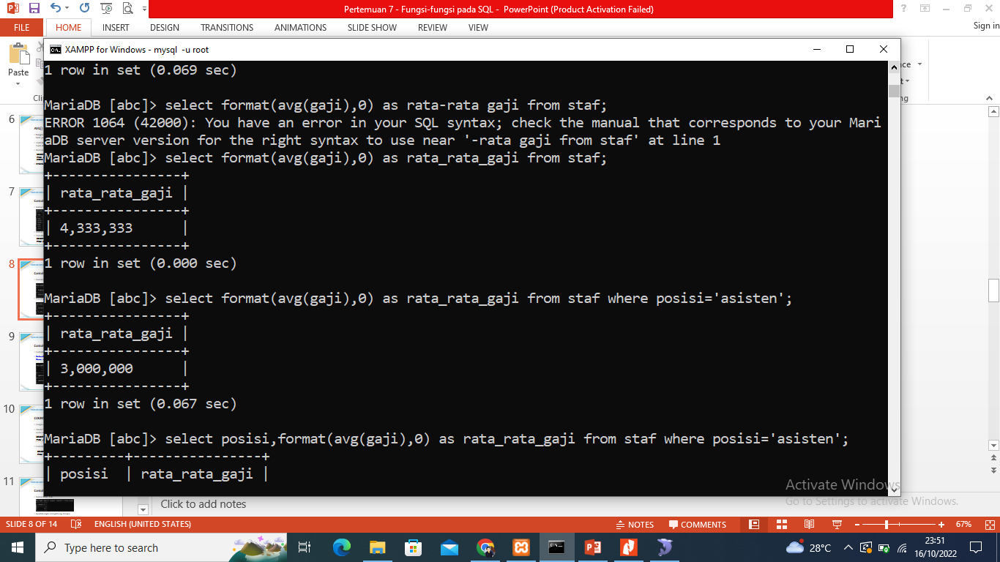 Pertemuan 7 - Fungsi-fungsi pada SQL - PowerPoint (Product Activation Failed)
FILE HOME INSERT DESIGN TRANSITIONS ANIMATIONS SLIDE SHOW REVIEW VIEW Sign in
XAMPP for Windows - mysql -u root
Paste
1 row in set (0.069 sec)
MariaDB [abc]> select format(avg(gaji),0) as rata-rata gaji from staf;
ERROR 1064 (42000): You have an error in your SQL syntax; check the manual that corresponds to your Mari
aDB server version for the right syntax to use near '-rata gaji from staf' at line 1
MariaDB [abc]> select format(avg(gaji),0) as rata_rata_gaji from staf;
+----------------+
| rata_rata_gaji |
+----------------+
| 4,333,333      |
+----------------+
1 row in set (0.000 sec)
MariaDB [abc]> select format(avg(gaji),0) as rata_rata_gaji from staf where posisi='asisten';
+----------------+
| rata_rata_gaji |
+----------------+
| 3,000,000      |
+----------------+
1 row in set (0.067 sec)
MariaDB [abc]> select posisi,format(avg(gaji),0) as rata_rata_gaji from staf where posisi='asisten';
+---------+----------------+
| posisi  | rata_rata_gaji |
6
7
8
9
10
11
Activate Windows
Go to Settings to activate Windows.
Click to add notes
SLIDE 8 OF 14 ENGLISH (UNITED STATES) NOTES COMMENTS 67%
Type here to search
28°C
23:51
16/10/2022